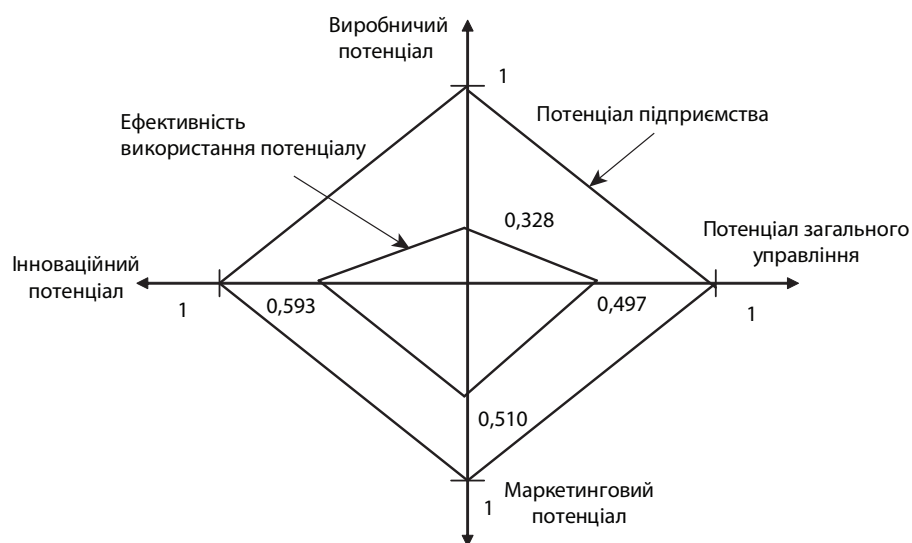 Виробничий
потенціал
1
Ефективність
використання потенціалу
Потенціал підприємства
0,328
Потенціал загального
управління
Інноваційний
потенціал
1
0,593
0,497
1
0,510
1
Маркетинговий
потенціал